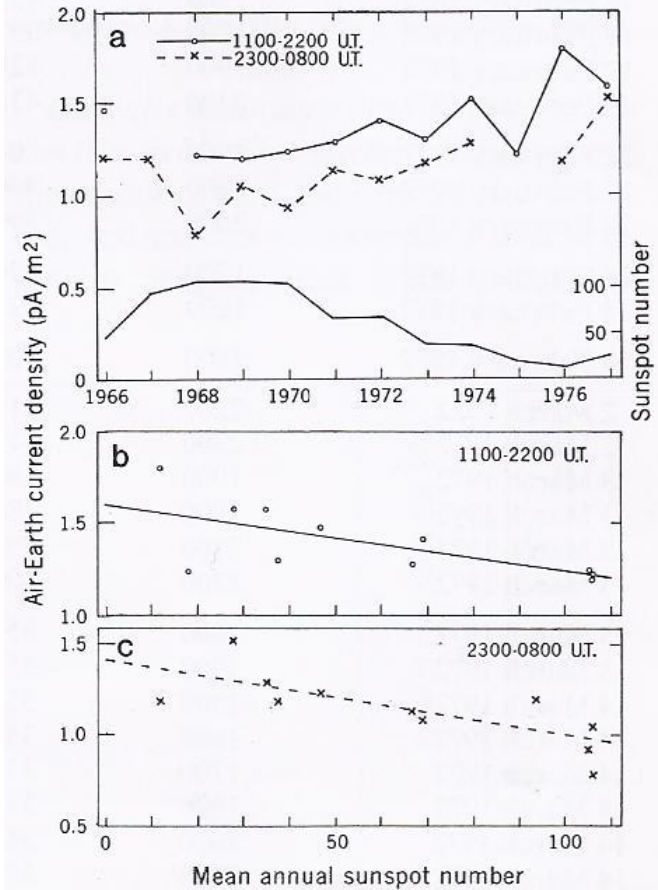 2.0
a
1100-2200 U.T.
2300-0800 U.T.
1.5
1.0
0.5
100
50
0
1966 1968 1970 1972 1974 1976
Air-Earth current density (pA/m2)
Sunspot number
2.0
b
1100-2200 U.T.
1.5
1.0
1.5
c
2300-0800 U.T.
1.0
0.5
0 50 100
Mean annual sunspot number